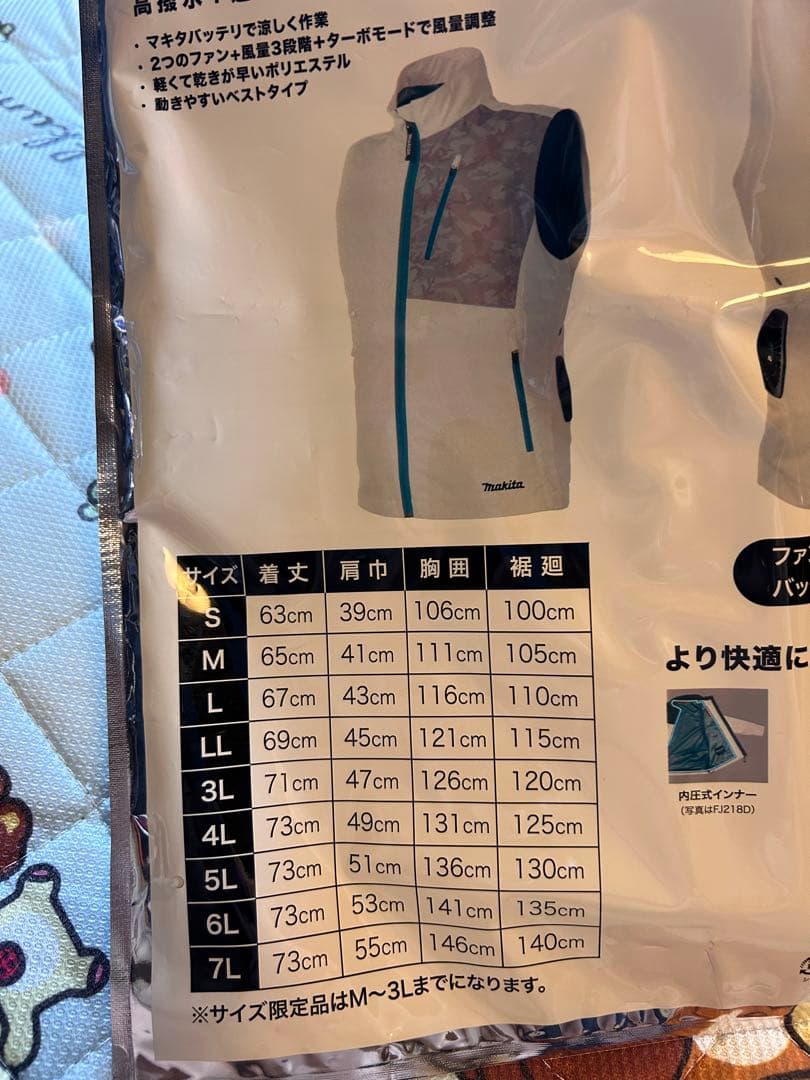 ・マキタバッテリで涼しく作業
・2つのファン+風量3段階+ターボモードで風量調整
・軽くて乾きが早いポリエステル
・動きやすいベストタイプ
makita
サイズ 着丈 肩巾 胸囲 裾廻
S 63cm 39cm 106cm 100cm
M 65cm 41cm 111cm 105cm
L 67cm 43cm 116cm 110cm
LL 69cm 45cm 121cm 115cm
3L 71cm 47cm 126cm 120cm
4L 73cm 49cm 131cm 125cm
5L 73cm 51cm 136cm 130cm
6L 73cm 53cm 141cm 135cm
7L 73cm 55cm 146cm 140cm
※サイズ限定品はM〜3Lまでになります。
ファ
バッ
より快適に
内圧式インナー
(写真はFJ218D)